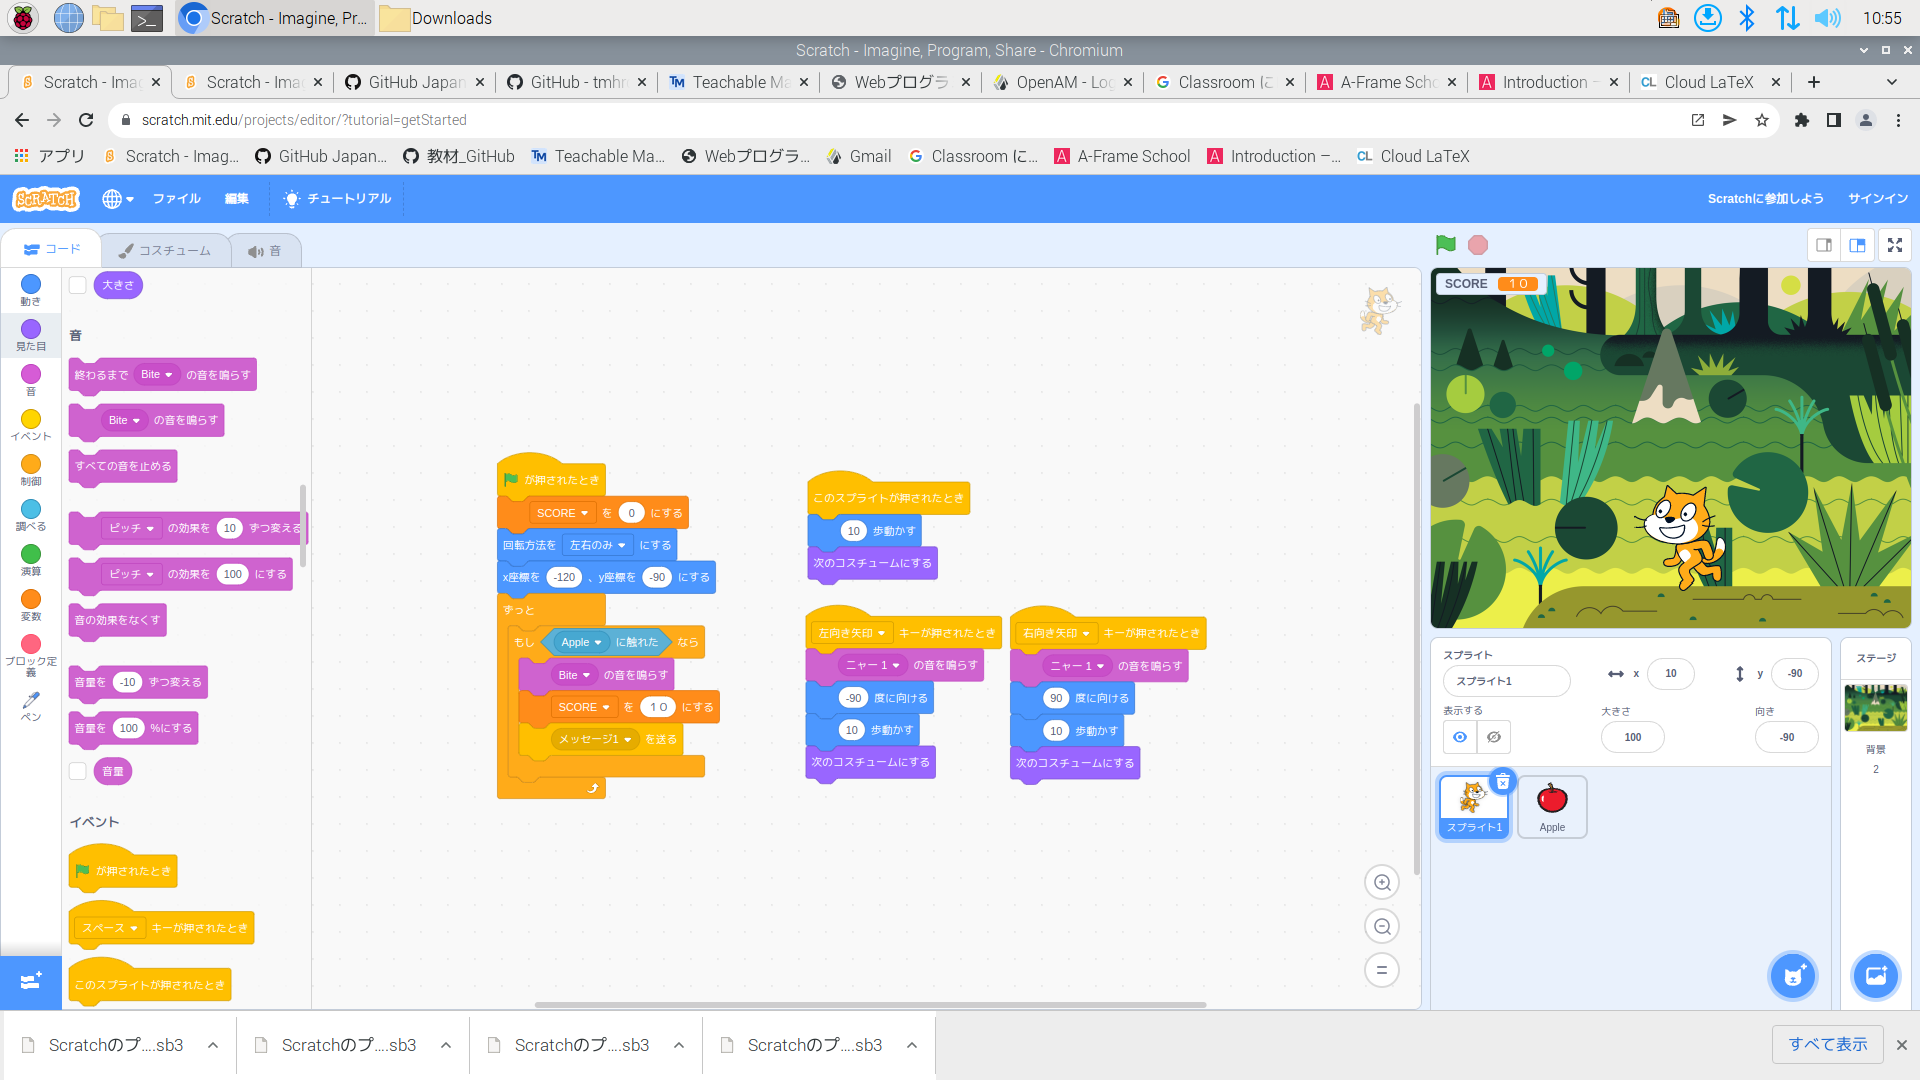 Scratch - Imagine, Pr...
Downloads
10:55
Scratch - Imagine, Program, Share - Chromium
Scratch - Imag
Scratch - Imag
GitHub Japan
GitHub - tmhr
Teachable Ma
Webプログラ
OpenAM - Log
Classroom に
A-Frame Scho
Introduction –
Cloud LaTeX
scratch.mit.edu/projects/editor/?tutorial=getStarted
アプリ
Scratch - Imag...
GitHub Japan...
教材_GitHub
Teachable Ma...
Webプログラ...
Gmail
Classroom に...
A-Frame School
Introduction –...
Cloud LaTeX
SCRATCH
ファイル
編集
チュートリアル
Scratchに参加しよう
サインイン
コード
コスチューム
音
動き
見た目
音
イベント
制御
調べる
演算
変数
ブロック定
義
ペン
大きさ
音
終わるまで Bite の音を鳴らす
Bite の音を鳴らす
すべての音を止める
ピッチ の効果を 10 ずつ変える
ピッチ の効果を 100 にする
音の効果をなくす
音量を -10 ずつ変える
音量を 100 %にする
音量
イベント
が押されたとき
スペース キーが押されたとき
このスプライトが押されたとき
が押されたとき
SCORE を 0 にする
回転方法を 左右のみ にする
x座標を -120 、y座標を -90 にする
ずっと
もし Apple に触れた なら
Bite の音を鳴らす
SCORE を １０ にする
メッセージ1 を送る
このスプライトが押されたとき
10 歩動かす
次のコスチュームにする
左向き矢印 キーが押されたとき
ニャー 1 の音を鳴らす
-90 度に向ける
10 歩動かす
次のコスチュームにする
右向き矢印 キーが押されたとき
ニャー 1 の音を鳴らす
90 度に向ける
10 歩動かす
次のコスチュームにする
SCORE １０
スプライト
スプライト1
x 10
y -90
表示する
大きさ
100
向き
-90
スプライト1
Apple
ステージ
背景
2
Scratchのプ....sb3
Scratchのプ....sb3
Scratchのプ....sb3
Scratchのプ....sb3
すべて表示